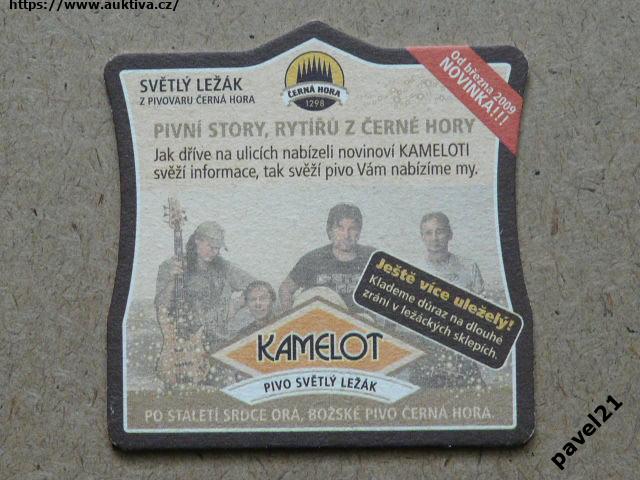 https://www.auktiva.cz/
SVĚTLÝ LEŽÁK
Z PIVOVARU ČERNÁ HORA
ČERNÁ HORA
1298
Od března 2009
NOVINKA!!!
PIVNÍ STORY, RYTÍŘŮ Z ČERNÉ HORY
Jak dříve na ulicích nabízeli novinoví KAMELOTI
svěží informace, tak svěží pivo Vám nabízíme my.
Ještě více uleželý!
Klademe důraz na dlouhé
zrání v ležáckých sklepích.
KAMELOT
PIVO SVĚTLÝ LEŽÁK
PO STALETÍ SRDCE ORÁ, BOŽSKÉ PIVO ČERNÁ HORA.
pavel21